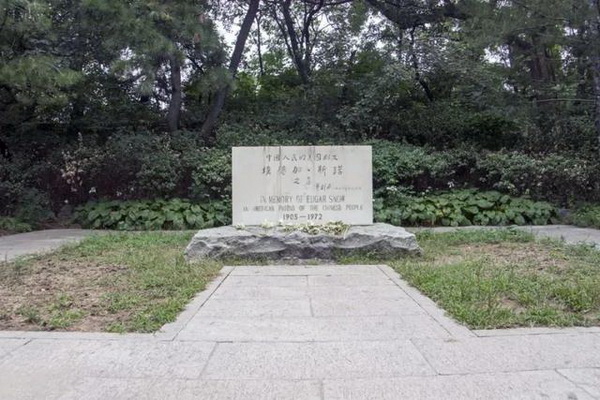 中国人民的美国朋友
埃德加·斯诺
之墓
IN MEMORY OF EDGAR SNOW
AN AMERICAN FRIEND OF THE CHINESE PEOPLE
1905-1972